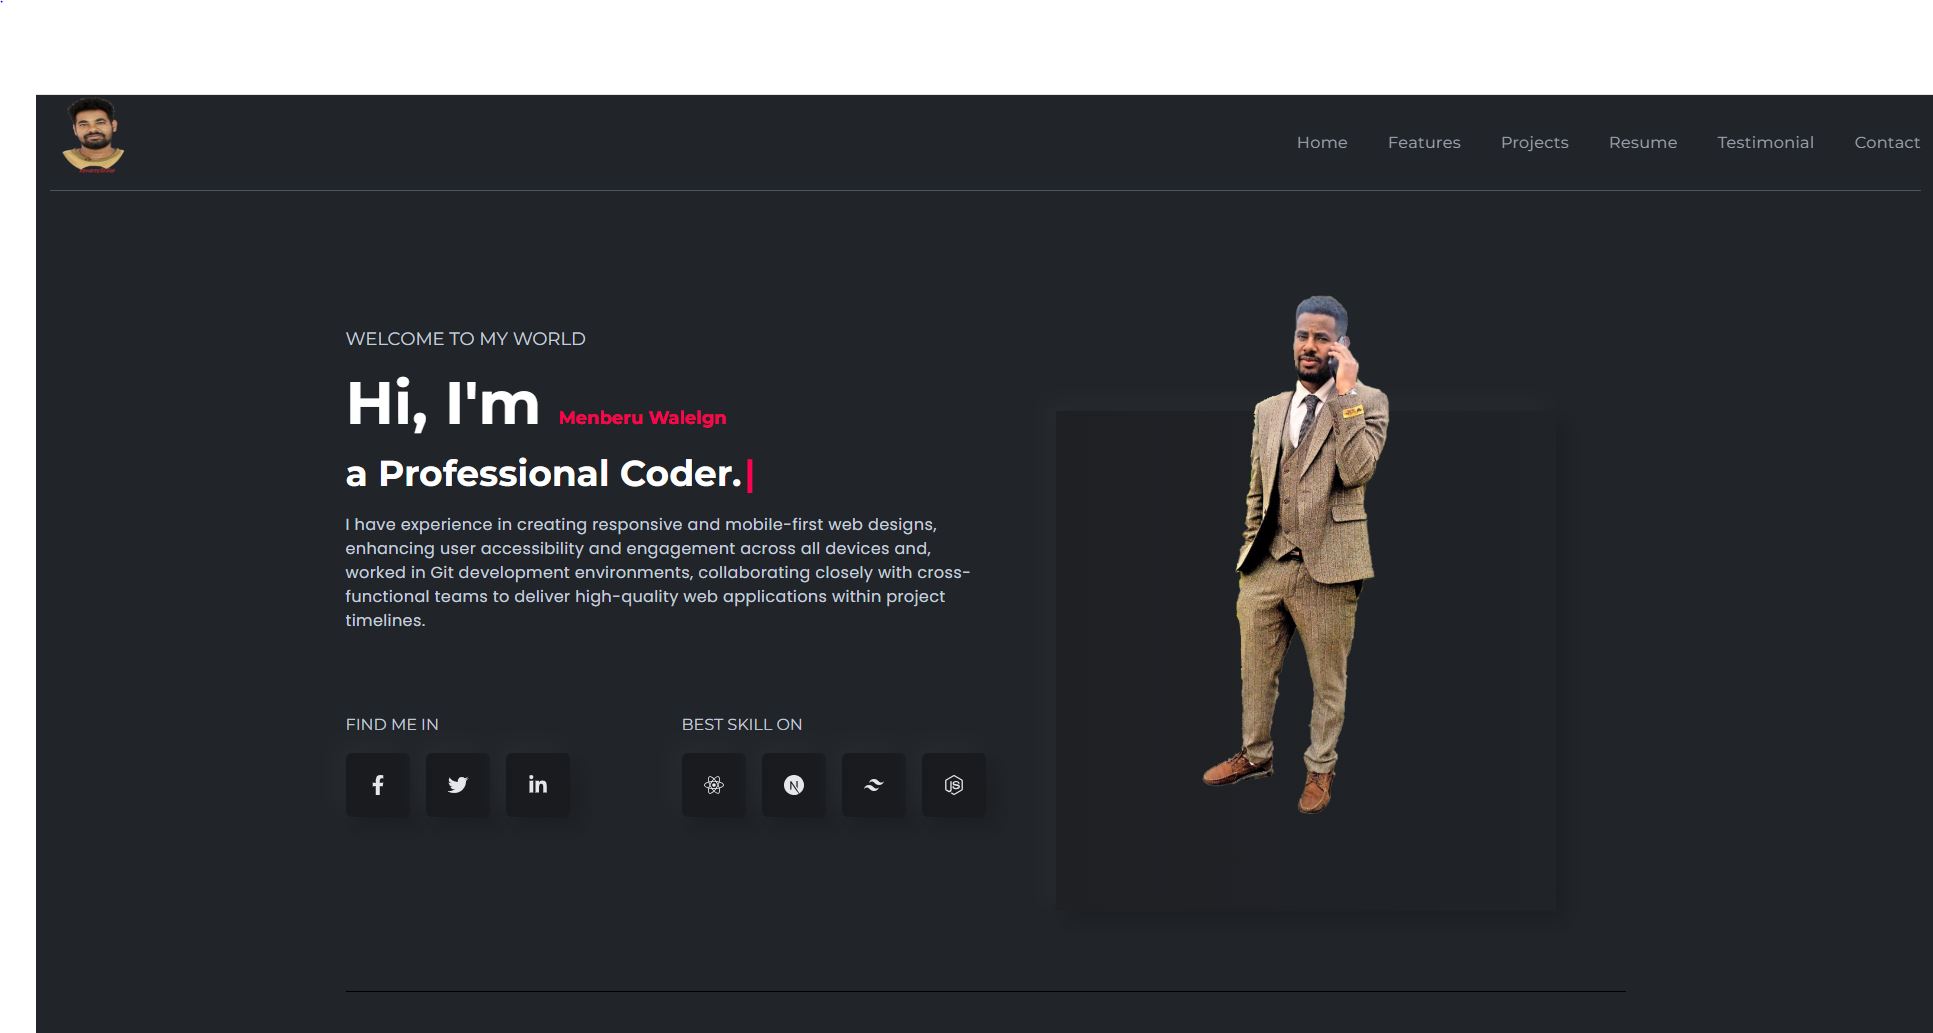 Home Features Projects Resume Testimonial Contact
WELCOME TO MY WORLD
Hi, I'm Menberu Walelgn
a Professional Coder.
I have experience in creating responsive and mobile-first web designs,
enhancing user accessibility and engagement across all devices and,
worked in Git development environments, collaborating closely with cross-
functional teams to deliver high-quality web applications within project
timelines.
FIND ME IN
BEST SKILL ON